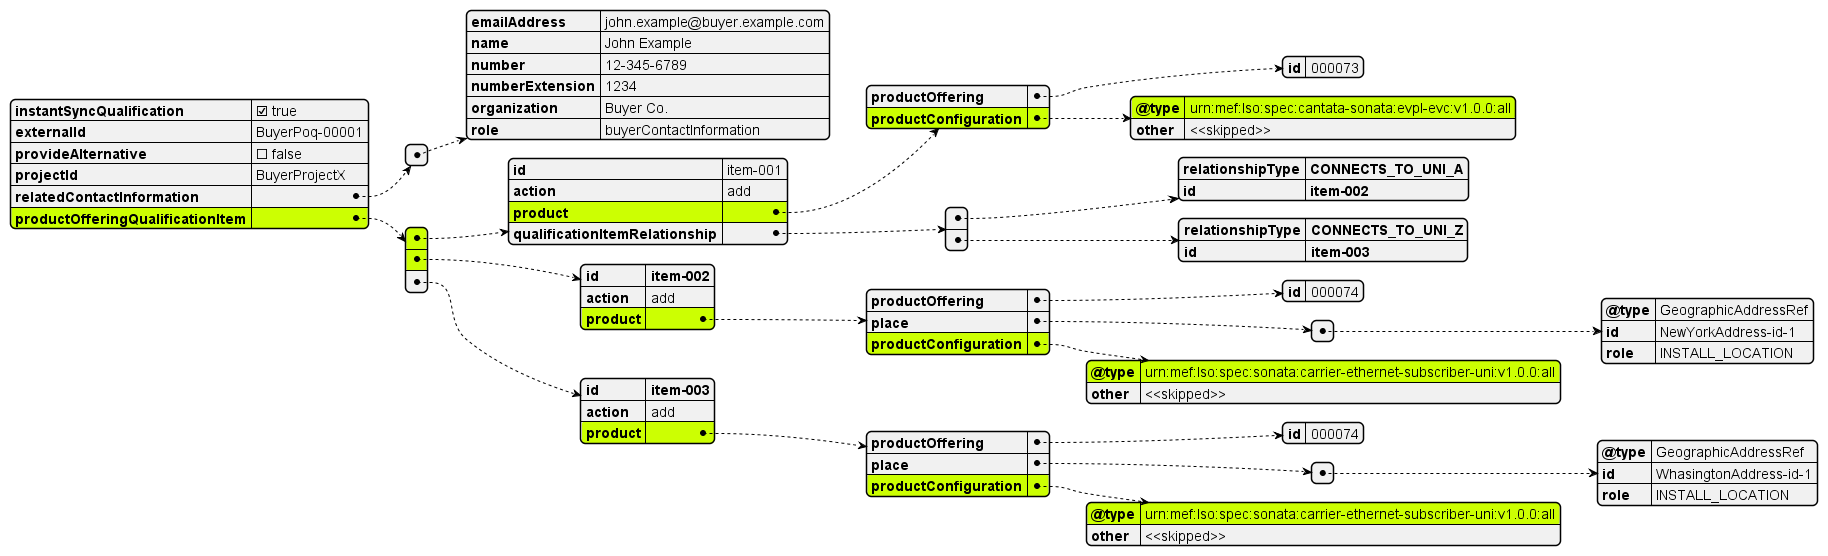 instantSyncQualification ☑ true
externalId BuyerPoq-00001
provideAlternative ☐ false
projectId BuyerProjectX
relatedContactInformation
productOfferingQualificationItem
emailAddress john.example@buyer.example.com
name John Example
number 12-345-6789
numberExtension 1234
organization Buyer Co.
role buyerContactInformation
id item-001
action add
product
qualificationItemRelationship
productOffering
productConfiguration
id 000073
@type urn:mef:lso:spec:cantata-sonata:evpl-evc:v1.0.0:all
other <<skipped>>
relationshipType CONNECTS_TO_UNI_A
id item-002
relationshipType CONNECTS_TO_UNI_Z
id item-003
id item-002
action add
product
productOffering
place
productConfiguration
id 000074
@type GeographicAddressRef
id NewYorkAddress-id-1
role INSTALL_LOCATION
@type urn:mef:lso:spec:sonata:carrier-ethernet-subscriber-uni:v1.0.0:all
other <<skipped>>
id item-003
action add
product
productOffering
place
productConfiguration
id 000074
@type GeographicAddressRef
id WhasingtonAddress-id-1
role INSTALL_LOCATION
@type urn:mef:lso:spec:sonata:carrier-ethernet-subscriber-uni:v1.0.0:all
other <<skipped>>